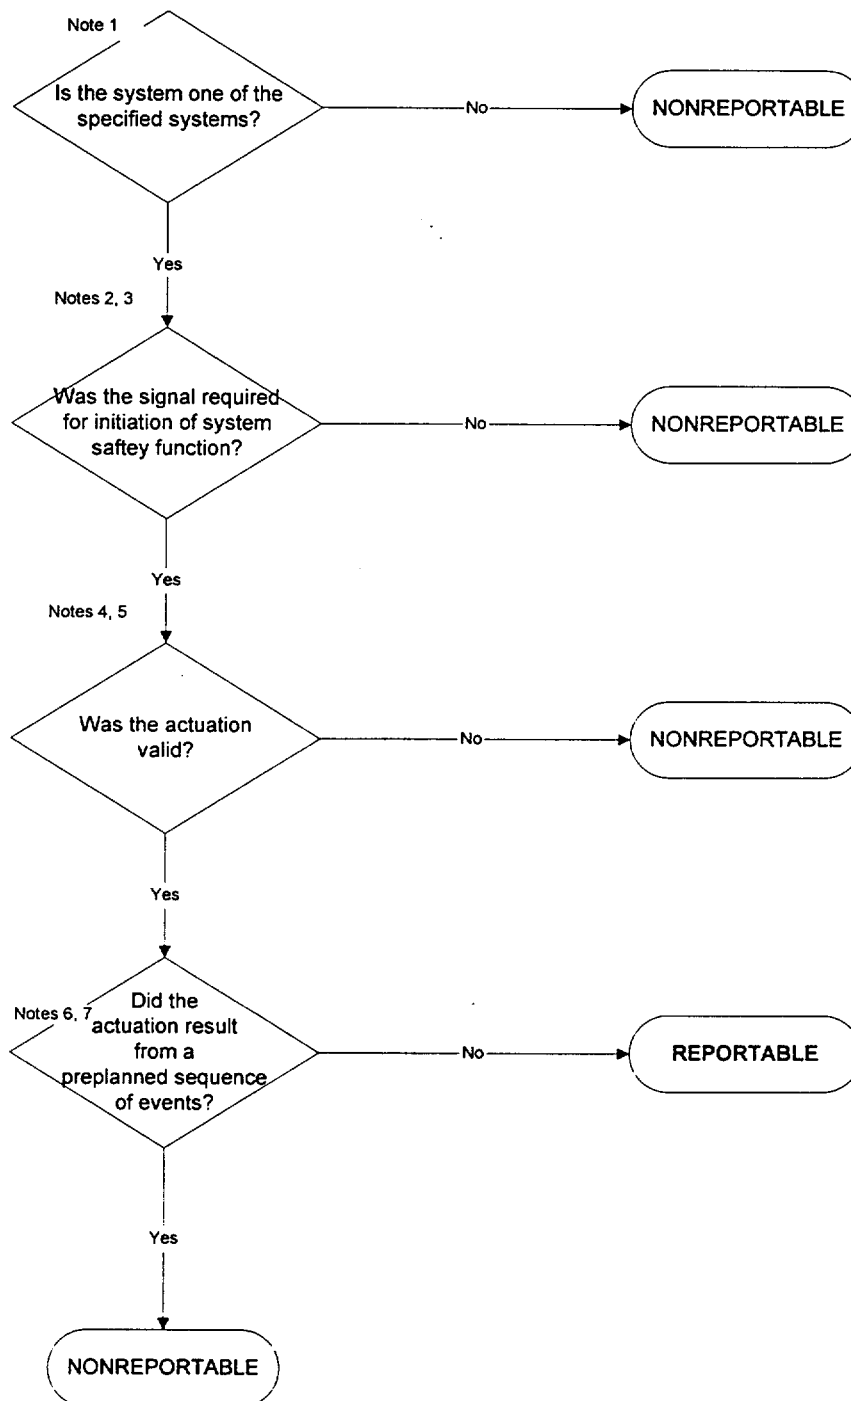 Note 1
Is the system one of the
specified systems?
No
NONREPORTABLE
Yes
Notes 2, 3
Was the signal required
for initiation of system
saftey function?
No
NONREPORTABLE
Yes
Notes 4, 5
Was the actuation
valid?
No
NONREPORTABLE
Yes
Notes 6, 7
Did the
actuation result
from a
preplanned sequence
of events?
No
REPORTABLE
Yes
NONREPORTABLE